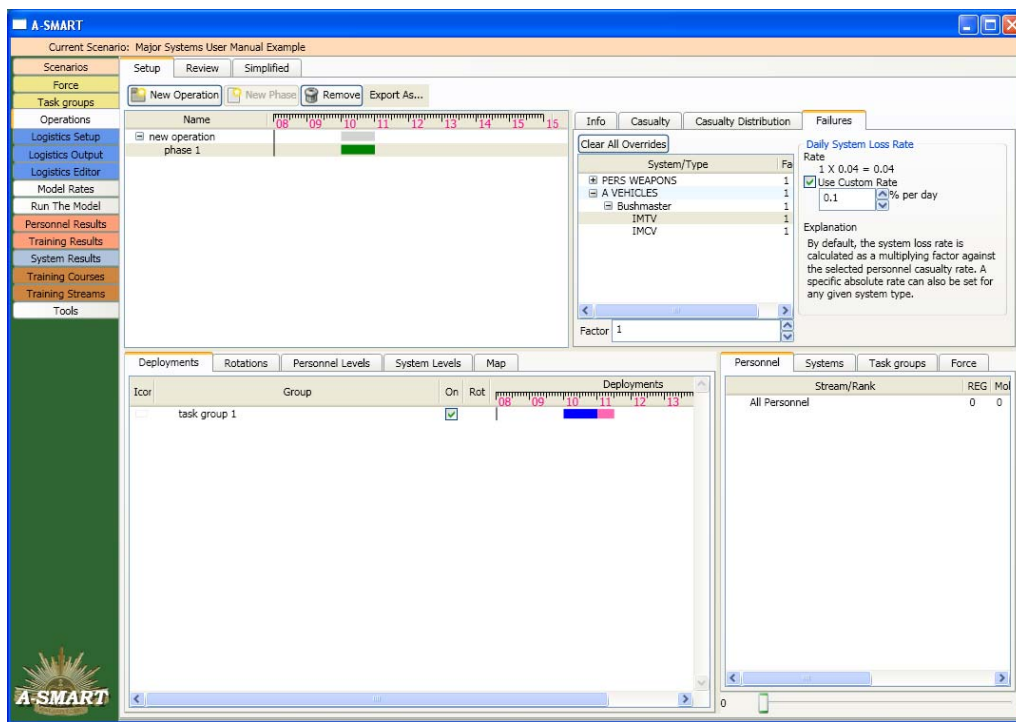 A-SMART
Current Scenario: Major Systems User Manual Example
Scenarios
Force
Task groups
Operations
Logistics Setup
Logistics Output
Logistics Editor
Model Rates
Run The Model
Personnel Results
Training Results
System Results
Training Courses
Training Streams
Tools
A-SMART
Setup Review Simplified
New Operation New Phase Remove Export As...
Name 08 '09 '10 '11 '12 '13 '14 '15 15
new operation
phase 1
Info Casualty Casualty Distribution Failures
Clear All Overrides
System/Type Fa
PERS WEAPONS 1
A VEHICLES 1
Bushmaster 1
IMTV 1
IMCV 1
Factor 1
Daily System Loss Rate
Rate
1 X 0.04 = 0.04
Use Custom Rate
0.1 % per day
Explanation
By default, the system loss rate is
calculated as a multiplying factor against
the selected personnel casualty rate. A
specific absolute rate can also be set for
any given system type.
Deployments Rotations Personnel Levels System Levels Map
Icor Group On Rot Deployments
08 '09 '10 '11 '12 '13
task group 1
Personnel Systems Task groups Force
Stream/Rank REG Mol
All Personnel 0 0
0